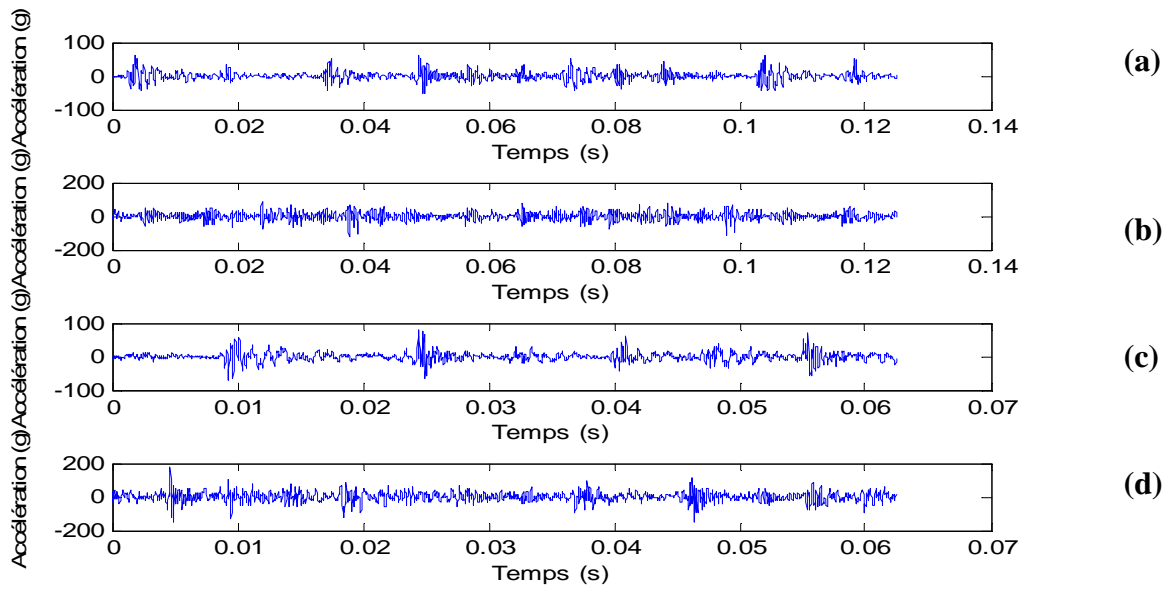 Accélération (g)
100
0
-100
0 0.02 0.04 0.06 0.08 0.1 0.12 0.14
Temps (s)
(a)
Accélération (g)
200
0
-200
0 0.02 0.04 0.06 0.08 0.1 0.12 0.14
Temps (s)
(b)
Accélération (g)
100
0
-100
0 0.01 0.02 0.03 0.04 0.05 0.06 0.07
Temps (s)
(c)
Accélération (g)
200
0
-200
0 0.01 0.02 0.03 0.04 0.05 0.06 0.07
Temps (s)
(d)